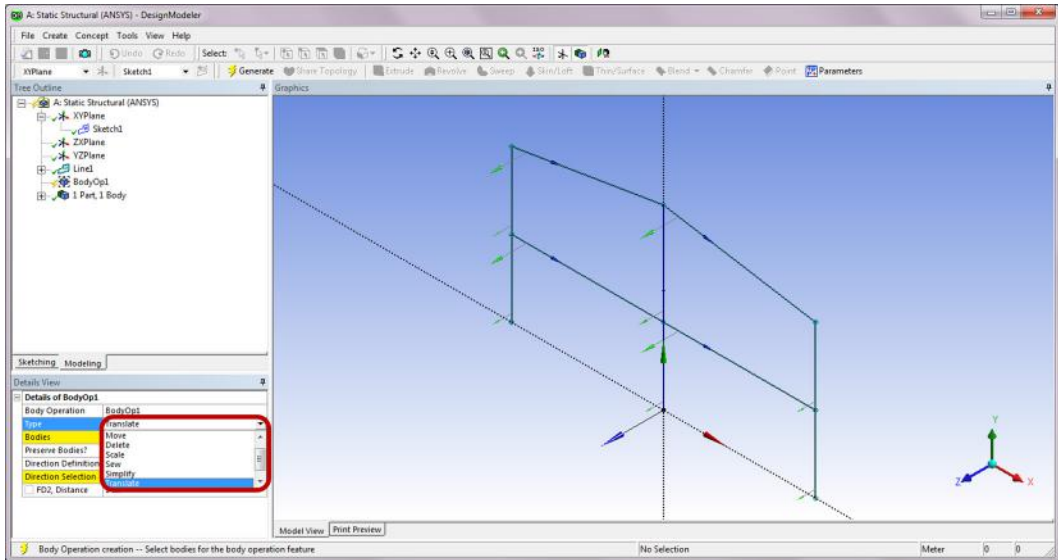 A: Static Structural (ANSYS) - DesignModeler
File Create Concept Tools View Help
Undo Redo Select:
XYPlane Sketch1 Generate Share Topology Extrude Revolve Sweep Skin/Loft Thin/Surface Blend Chamfer Point Parameters
Tree Outline
Graphics
A: Static Structural (ANSYS)
XYPlane
Sketch1
ZXPlane
YZPlane
Line1
BodyOp1
1 Part, 1 Body
Sketching Modeling
Details View
Details of BodyOp1
Body Operation BodyOp1
Type Translate
Bodies
Move
Delete
Preserve Bodies?
Scale
Sew
Direction Definition
Simplify
Direction Selection
Translate
FD2, Distance
Y
Z
X
Model View Print Preview
Body Operation creation -- Select bodies for the body operation feature No Selection Meter 0 0